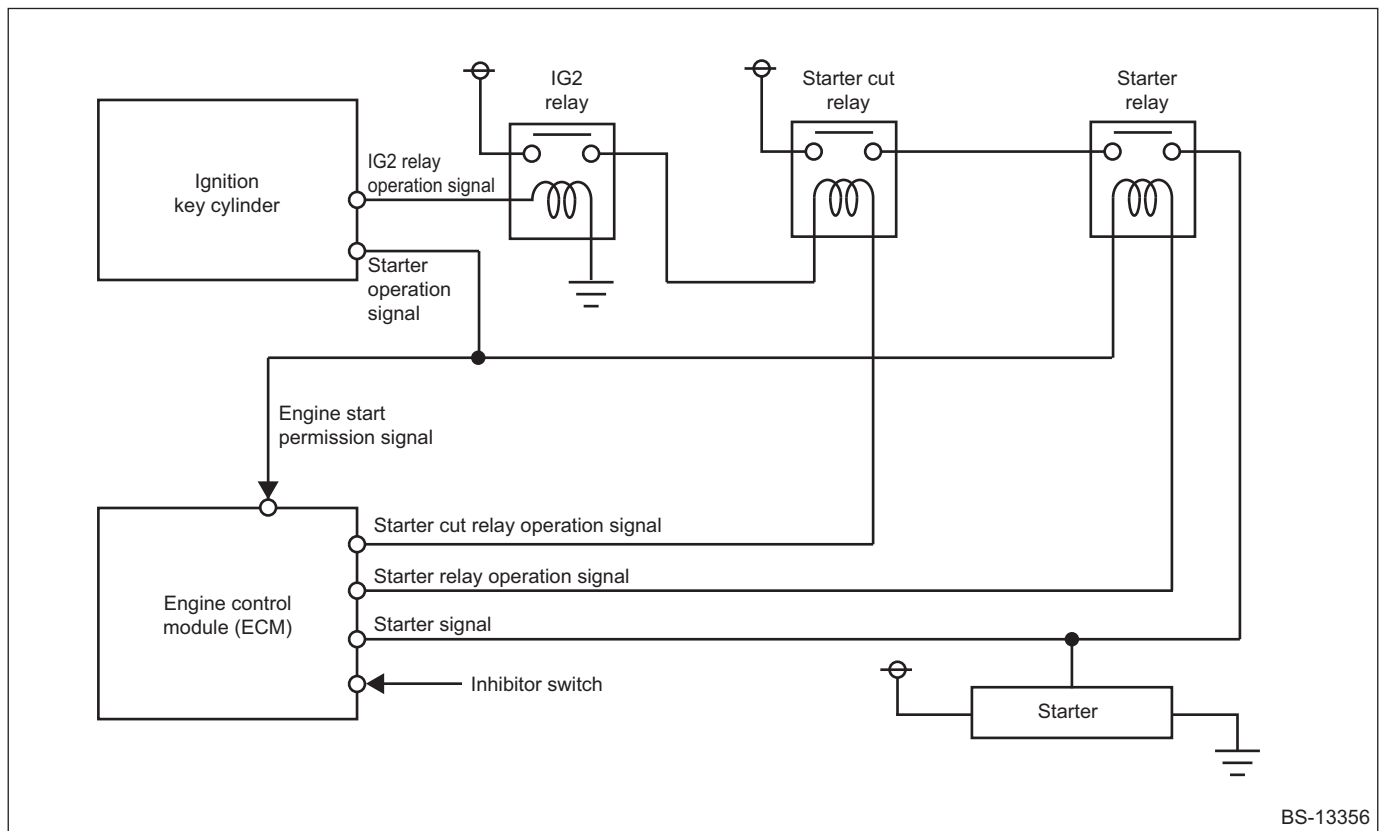 IG2
relay
Starter cut
relay
Starter
relay
Ignition
key cylinder
IG2 relay
operation signal
Starter
operation
signal
Engine start
permission signal
Engine control
module (ECM)
Starter cut relay operation signal
Starter relay operation signal
Starter signal
Inhibitor switch
Starter
BS-13356